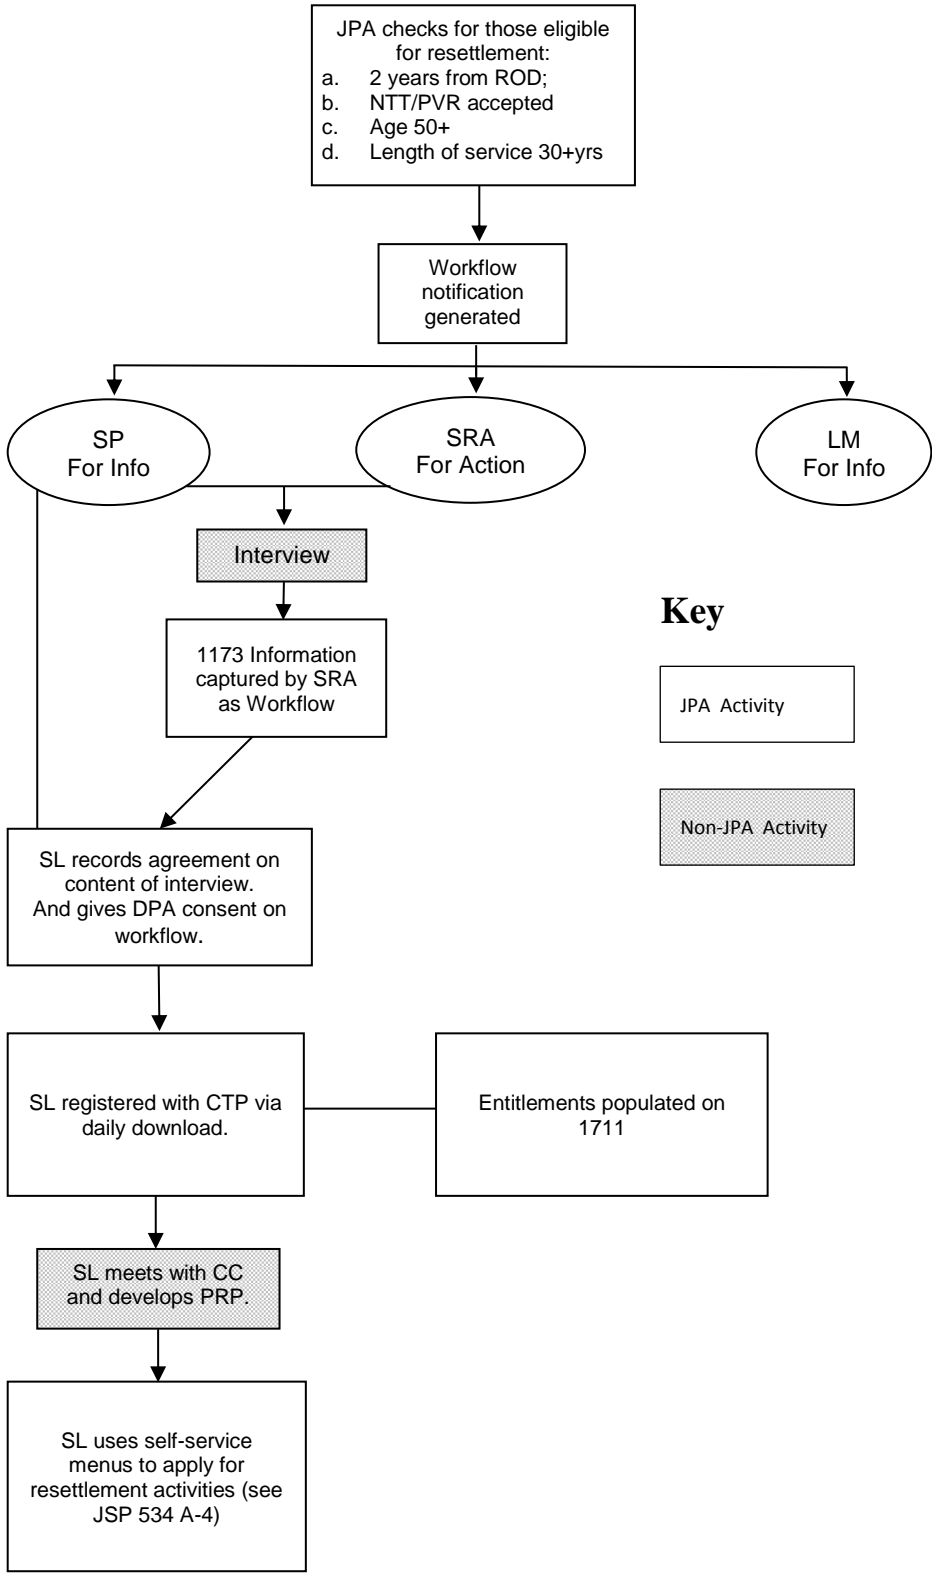 JPA checks for those eligible
for resettlement:
a. 2 years from ROD;
b. NTT/PVR accepted
c. Age 50+
d. Length of service 30+yrs
Workflow
notification
generated
SP
For Info
SRA
For Action
LM
For Info
Interview
1173 Information
captured by SRA
as Workflow
Key
JPA Activity
Non-JPA Activity
SL records agreement on
content of interview.
And gives DPA consent on
workflow.
SL registered with CTP via
daily download.
Entitlements populated on
1711
SL meets with CC
and develops PRP.
SL uses self-service
menus to apply for
resettlement activities (see
JSP 534 A-4)